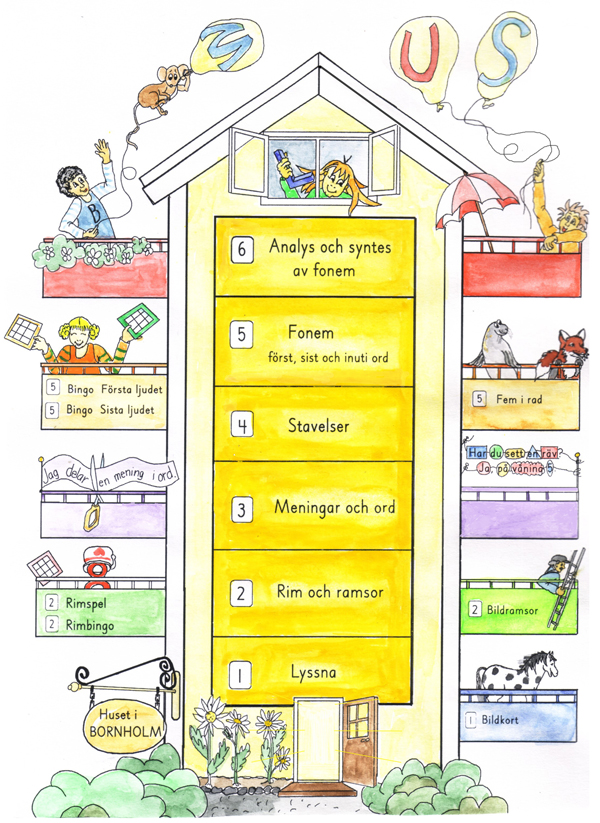 M
U S
B
6 Analys och syntes
av fonem
5 Fonem
först, sist och inuti ord
5 Bingo Första ljudet
5 Bingo Sista ljudet
5 Fem i rad
4 Stavelser
Jag delar en mening i ord.
Har du sett en räv?
Ja, på våning 5
3 Meningar och ord
2 Rim och ramsor
2 Rimspel
2 Rimbingo
2 Bildramsor
1 Lyssna
Huset i
BORNHOLM
1 Bildkort